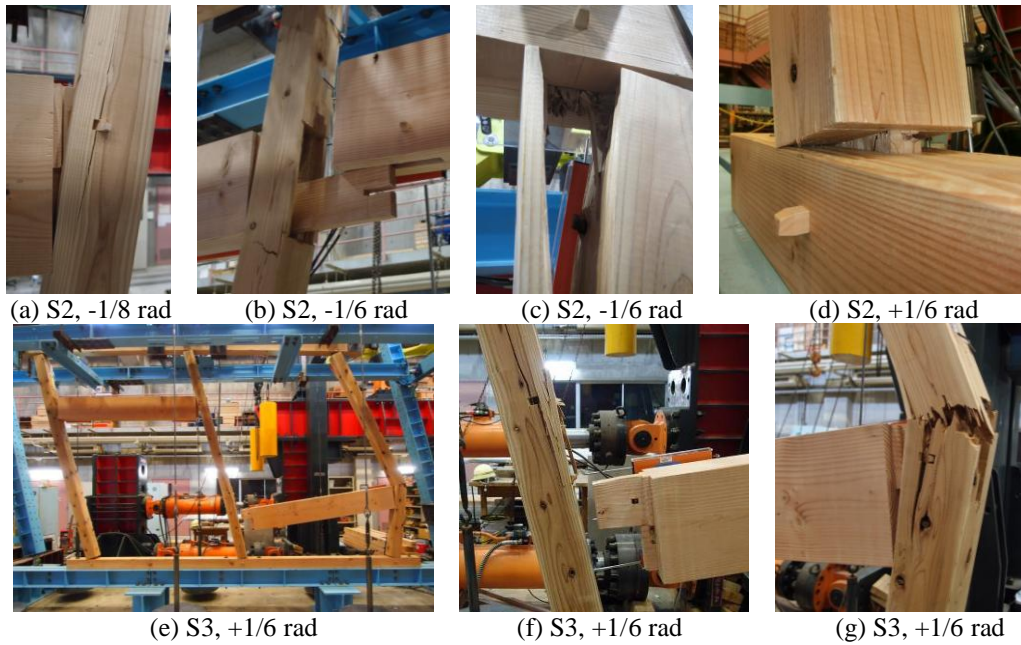 (a) S2, -1/8 rad
(b) S2, -1/6 rad
(c) S2, -1/6 rad
(d) S2, +1/6 rad
(e) S3, +1/6 rad
(f) S3, +1/6 rad
(g) S3, +1/6 rad